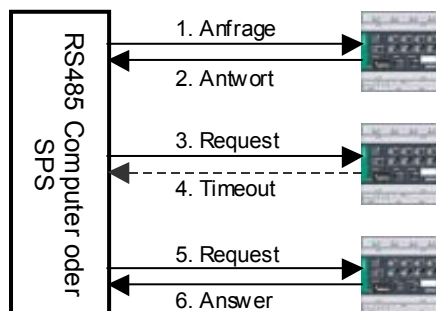 RS485 Computer oder
SPS
1. Anfrage
2. Antwort
3. Request
4. Timeout
5. Request
6. Answer